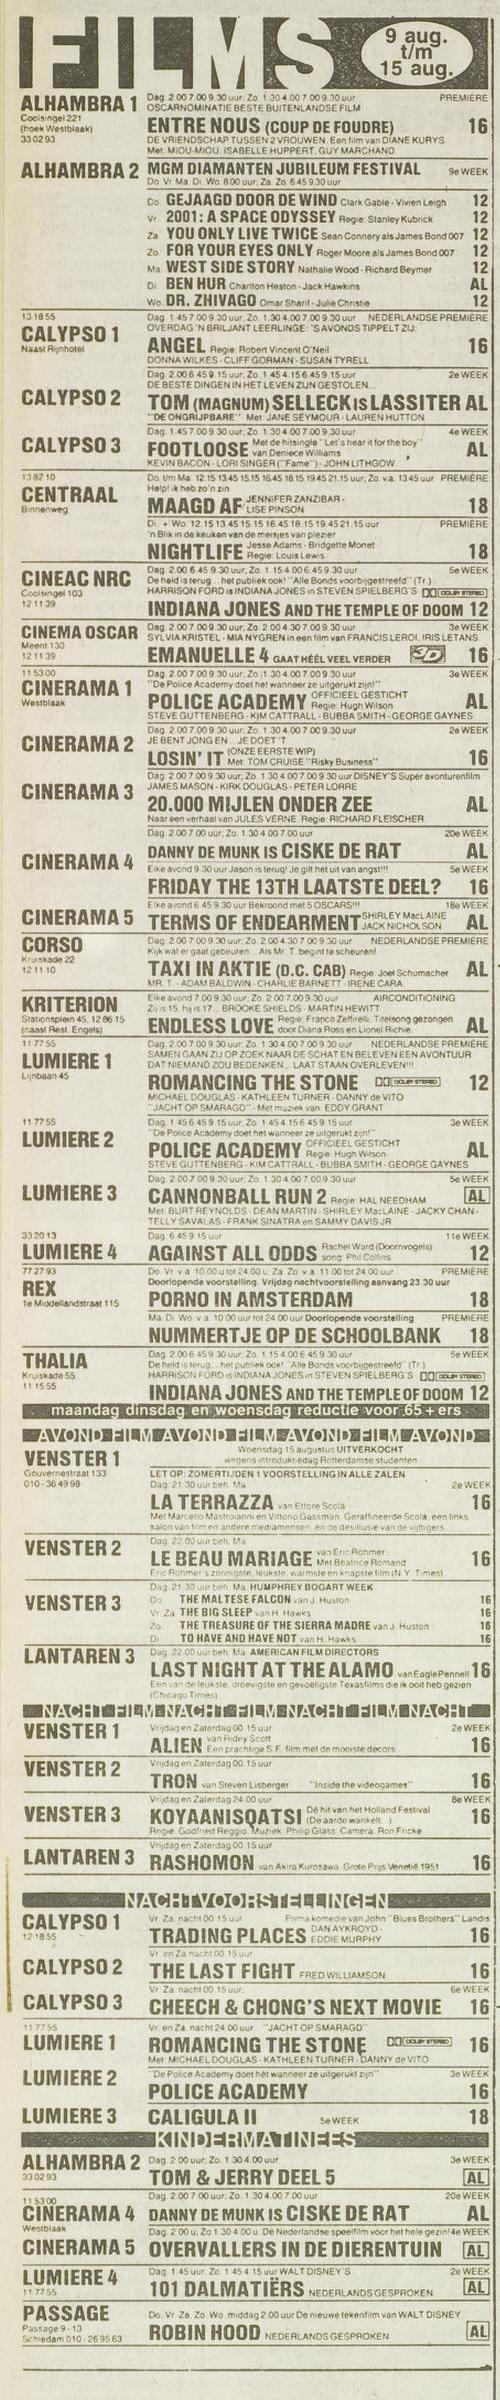 FILMS
9 aug.
t/m
15 aug.
ALHAMBRA 1
Coolsingel 221
(hoek Westblaak)
33 02 93
Dag. 2.00 7.00 9.30 uur; Zo. 1.30 4.00 7.00 9.30 uur PREMIÈRE
OSCARNOMINATIE BESTE BUITENLANDSE FILM
ENTRE NOUS (COUP DE FOUDRE) 16
DE VRIENDSCHAP TUSSEN 2 VROUWEN. Een film van DIANE KURYS
Met: MIOU-MIOU, ISABELLE HUPPERT, GUY MARCHAND
ALHAMBRA 2
MGM DIAMANTEN JUBILEUM FESTIVAL 9e WEEK
Do. Vr. Ma. Di. Wo. 8.00 uur; Za. Zo. 6.45 9.30 uur
Do. GEJAAGD DOOR DE WIND Clark Gable - Vivien Leigh 12
Vr. 2001: A SPACE ODYSSEY Regie: Stanley Kubrick 12
Za. YOU ONLY LIVE TWICE Sean Connery als James Bond 007 12
Zo. FOR YOUR EYES ONLY Roger Moore als James Bond 007 12
Ma. WEST SIDE STORY Nathalie Wood - Richard Beymer 12
Di. BEN HUR Charlton Heston - Jack Hawkins AL
Wo. DR. ZHIVAGO Omar Sharif - Julie Christie 12
13 18 55
CALYPSO 1
Naast Rijnhotel
Dag. 1.45 7.00 9.30 uur; Zo. 1.30 4.00 7.00 9.30 uur NEDERLANDSE PREMIERE
OVERDAG 'N BRILJANT LEERLINGE: 'S AVONDS TIPPELT ZIJ:
ANGEL Regie: Robert Vincent O'Neil 16
DONNA WILKES - CLIFF GORMAN - SUSAN TYRELL
CALYPSO 2
Dag. 2.00 6.45 9.15 uur; Zo. 1.45 4.15 6.45 9.15 uur 2e WEEK
DE BESTE DINGEN IN HET LEVEN ZIJN GESTOLEN...
TOM (MAGNUM) SELLECK IS LASSITER AL
"DE ONGRIJPBARE" Met: JANE SEYMOUR - LAUREN HUTTON
CALYPSO 3
Dag. 1.45 7.00 9.30 uur; Zo. 1.30 4.00 7.00 9.30 uur 4e WEEK
FOOTLOOSE Met de hitsingle "Let's hear it for the boy" van Deniece Williams AL
KEVIN BACON - LORI SINGER ("Fame") - JOHN LITHGOW
13 82 10
CENTRAAL
Binnenweg
Do. t/m Ma. 12.15 13.45 15.15 16.45 18.15 19.45 21.15 uur; Zo. v.a. 13.45 uur PREMIÈRE
Help! ik heb zo'n zin
MAAGD AF JENNIFER ZANZIBAR - LISE PINSON 18
Di. + Wo. 12.15 13.45 15.15 16.45 18.15 19.45 21.15 uur PREMIÈRE
'n Blik in de keuken van de meisjes van plezier
NIGHTLIFE Jesse Adams - Bridgette Monet Regie: Louis Lewis 18
CINEAC NRC
Coolsingel 103
12 11 39
Dag. 2.00 6.45 9.30 uur; Zo. 1.15 4.00 6.45 9.30 uur 5e WEEK
De held is terug... het publiek ook! "Alle Bonds voorbijgestreefd" (Tr.)
HARRISON FORD is INDIANA JONES in STEVEN SPIELBERG'S DOLBY STEREO
INDIANA JONES AND THE TEMPLE OF DOOM 12
CINEMA OSCAR
Meent 130
12 11 39
Dag. 2.00 7.00 9.30 uur; Zo. 2.00 4.30 7.00 9.30 uur 3e WEEK
SYLVIA KRISTEL - MIA NYGREN in een film van FRANCIS LEROI, IRIS LETANS.
EMANUELLE 4 GAAT HÉÉL VEEL VERDER 3D 16
11 53 00
CINERAMA 1
Westblaak
Dag. 2.00 7.00 9.30 uur; Zo. 1.30 4.00 7.00 9.30 uur 3e WEEK
"De Police Academy doet het wanneer ze uitgerukt zijn!"
POLICE ACADEMY OFFICIEEL GESTICHT Regie: Hugh Wilson AL
STEVE GUTTENBERG - KIM CATTRALL - BUBBA SMITH - GEORGE GAYNES
CINERAMA 2
Dag. 2.00 7.00 9.30 uur; Zo. 1.30 4.00 7.00 9.30 uur 2e WEEK
JE BENT JONG EN... JE DOET 'T
LOSIN' IT (ONZE EERSTE WIP) Met: TOM CRUISE "Risky Business" 16
CINERAMA 3
Dag. 2.00 7.00 9.30 uur; Zo. 1.30 4.00 7.00 9.30 uur DISNEY'S Super avonturenfilm
JAMES MASON - KIRK DOUGLAS - PETER LORRE
20.000 MIJLEN ONDER ZEE AL
Naar een verhaal van JULES VERNE. Regie: RICHARD FLEISCHER
CINERAMA 4
Dag. 2.00 7.00 uur; Zo. 1.30 4.00 7.00 uur 20e WEEK
DANNY DE MUNK IS CISKE DE RAT AL
Elke avond 9.30 uur Jason is terug! Je gilt het uit van angst!!! 5e WEEK
FRIDAY THE 13TH LAATSTE DEEL? 16
CINERAMA 5
Elke avond 6.45 9.30 uur Bekroond met 5 OSCARS!!! 18e WEEK
TERMS OF ENDEARMENT SHIRLEY MacLAINE JACK NICHOLSON AL
CORSO
Kruiskade 22
12 11 10
Dag. 2.00 7.00 9.30 uur; Zo. 2.00 4.30 7.00 9.30 uur NEDERLANDSE PREMIÈRE
Kijk wat er gaat gebeuren... Als Mr. T. begint te scheuren!
TAXI IN AKTIE (D.C. CAB) Regie: Joel Schumacher AL
MR. T. - ADAM BALDWIN - CHARLIE BARNETT - IRENE CARA
KRITERION
Stationsplein 45, 12 86 15
(naast Rest. Engels)
Elke avond 7.00 9.30 uur; Zo. 2.00 7.00 9.30 uur AIRCONDITIONING
Zij is 15, hij is 17... BROOKE SHIELDS - MARTIN HEWITT
ENDLESS LOVE Regie: Franco Zeffirelli. Titelsong gezongen door Diana Ross en Lionel Richie AL
11 77 55
LUMIERE 1
Lijnbaan 45
Dag. 2.00 7.00 9.30 uur; Zo. 1.30 4.00 7.00 9.30 uur NEDERLANDSE PREMIERE
SAMEN GAAN ZIJ OP ZOEK NAAR DE SCHAT EN BELEVEN EEN AVONTUUR
DAT NIEMAND ZOU BEDENKEN... LAAT STAAN OVERLEVEN!!!
ROMANCING THE STONE DOLBY STEREO 12
MICHAEL DOUGLAS - KATHLEEN TURNER - DANNY de VITO
"JACHT OP SMARAGD" - Met muziek van: EDDY GRANT
11 77 55
LUMIERE 2
Dag. 1.45 6.45 9.15 uur; Zo. 1.45 4.15 6.45 9.15 uur 3e WEEK
"De Police Academy doet het wanneer ze uitgerukt zijn!"
POLICE ACADEMY OFFICIEEL GESTICHT Regie: Hugh Wilson AL
STEVE GUTTENBERG - KIM CATTRALL - BUBBA SMITH - GEORGE GAYNES
LUMIERE 3
Dag. 2.00 7.00 9.30 uur; Zo. 1.30 4.00 7.00 9.30 uur 5e WEEK
CANNONBALL RUN 2 Regie: HAL NEEDHAM AL
Met: BURT REYNOLDS - DEAN MARTIN - SHIRLEY MacLAINE - JACKY CHAN -
TELLY SAVALAS - FRANK SINATRA en SAMMY DAVIS JR
33 20 13
LUMIERE 4
Dag. 6.45 9.15 uur 11e WEEK
AGAINST ALL ODDS Rachel Ward (Doornvogels) song: Phil Collins 12
77 27 93
REX
1e Middellandstraat 115
Do. Vr. v.a. 10.00 u tot 24.00 u; Za. Zo. v.a. 11.00 tot 24.00 uur PREMIÈRE
Doorlopende voorstelling. Vrijdag nachtvoorstelling aanvang 23.30 uur
PORNO IN AMSTERDAM 18
Ma. Di. Wo. v.a. 10.00 uur tot 24.00 uur Doorlopende voorstelling PREMIÈRE
NUMMERTJE OP DE SCHOOLBANK 18
THALIA
Kruiskade 55
11 15 55
Dag. 2.00 6.45 9.30 uur; Zo. 1.15 4.00 6.45 9.30 uur 5e WEEK
De held is terug... het publiek ook! "Alle Bonds voorbijgestreefd" (Tr.)
HARRISON FORD is INDIANA JONES in STEVEN SPIELBERG'S DOLBY STEREO
INDIANA JONES AND THE TEMPLE OF DOOM 12
maandag dinsdag en woensdag reductie voor 65+ers
AVOND FILM AVOND FILM AVOND FILM AVOND
VENSTER 1
Gouvernestraat 133
010 - 36 49 98
Woensdag 15 augustus UITVERKOCHT
wegens introduktiedag Rotterdamse studenten
LET OP: ZOMERTIJDEN 1 VOORSTELLING IN ALLE ZALEN
Dag. 21.30 uur beh. Ma. 2e WEEK
LA TERRAZZA van Ettore Scola 16
Met Marcello Mastroianni en Vittorio Gassman. Geraffineerde Scola, een links
salon van film en andere mediamensen, en de desillusie van de vijftigers
VENSTER 2
Dag. 22.00 uur beh. Ma.
LE BEAU MARIAGE van Eric Rohmer. Met Béatrice Romand 16
Eric Rohmer's zonnigste, leukste, warmste en knapste film (N.Y. Times)
VENSTER 3
Dag. 21.30 uur beh. Ma. HUMPHREY BOGART WEEK
Do. THE MALTESE FALCON van J. Huston 16
Vr. Za. THE BIG SLEEP van H. Hawks 16
Zo. THE TREASURE OF THE SIERRA MADRE van J. Huston 16
Di. TO HAVE AND HAVE NOT van H. Hawks 16
LANTAREN 3
Dag. 22.00 uur beh. Ma. AMERICAN FILM DIRECTORS
LAST NIGHT AT THE ALAMO van Eagle Pennell 16
Een van de leukste, droevigste en gevoeligste Texasfilms die ik ooit heb gezien
(Chicago Times)
NACHT FILM NACHT FILM NACHT FILM NACHT
VENSTER 1
Vrijdag en Zaterdag 00.15 uur 2e WEEK
ALIEN van Ridley Scott Een prachtige S.F. film met de mooiste decors 16
VENSTER 2
Vrijdag en Zaterdag 00.15 uur
TRON van Steven Lisberger "Inside the videogames" 16
VENSTER 3
Vrijdag en Zaterdag 24.00 uur 8e WEEK
KOYAANISQATSI Dé hit van het Holland Festival (De aarde wankelt...) 16
Regie: Godfried Reggio. Muziek: Philip Glass. Camera: Ron Fricke
LANTAREN 3
Vrijdag en Zaterdag 00.15 uur
RASHOMON van Akira Kurosawa. Grote Prijs Venetië 1951 16
NACHTVOORSTELLINGEN
CALYPSO 1
12 18 55
Vr. Za. nacht 00.15 uur Prima komedie van John "Blues Brothers" Landis
TRADING PLACES DAN AYKROYD - EDDIE MURPHY 16
CALYPSO 2
Vr. en Za. nacht 00.15 uur
THE LAST FIGHT FRED WILLIAMSON 16
CALYPSO 3
Vr. Za. nacht 00.15 uur 6e WEEK
CHEECH & CHONG'S NEXT MOVIE 16
11 77 55
LUMIERE 1
Vr. en Za. nacht 24.00 uur "JACHT OP SMARAGD"
ROMANCING THE STONE DOLBY STEREO 16
Met: MICHAEL DOUGLAS - KATHLEEN TURNER - DANNY de VITO
LUMIERE 2
"De Police Academy doet hèt wanneer ze uitgerukt zijn" 3e WEEK
POLICE ACADEMY 16
LUMIERE 3
CALIGULA II 5e WEEK 18
KINDERMATINEES
ALHAMBRA 2
33 02 93
Dag. 2.00 uur; Zo. 1.30 4.00 uur 3e WEEK
TOM & JERRY DEEL 5 AL
11 53 00
CINERAMA 4
Westblaak
Dag. 2.00 7.00 uur; Zo. 1.30 4.00 7.00 uur 20e WEEK
DANNY DE MUNK IS CISKE DE RAT AL
CINERAMA 5
Dag. 2.00 u, Zo 1.30 4.00 u. De Nederlandse speelfilm voor het hele gezin! 4e WEEK
OVERVALLERS IN DE DIERENTUIN AL
LUMIERE 4
11 77 55
Dag. 1.45 uur; Zo. 1.45 4.15 uur WALT DISNEY'S 2e WEEK
101 DALMATIËRS NEDERLANDS GESPROKEN AL
PASSAGE
Passage 9 - 13
Schiedam 010 - 26 95 63
Do. Vr. Za. Zo. Wo. middag 2.00 uur De nieuwe tekenfilm van WALT DISNEY
ROBIN HOOD NEDERLANDS GESPROKEN AL